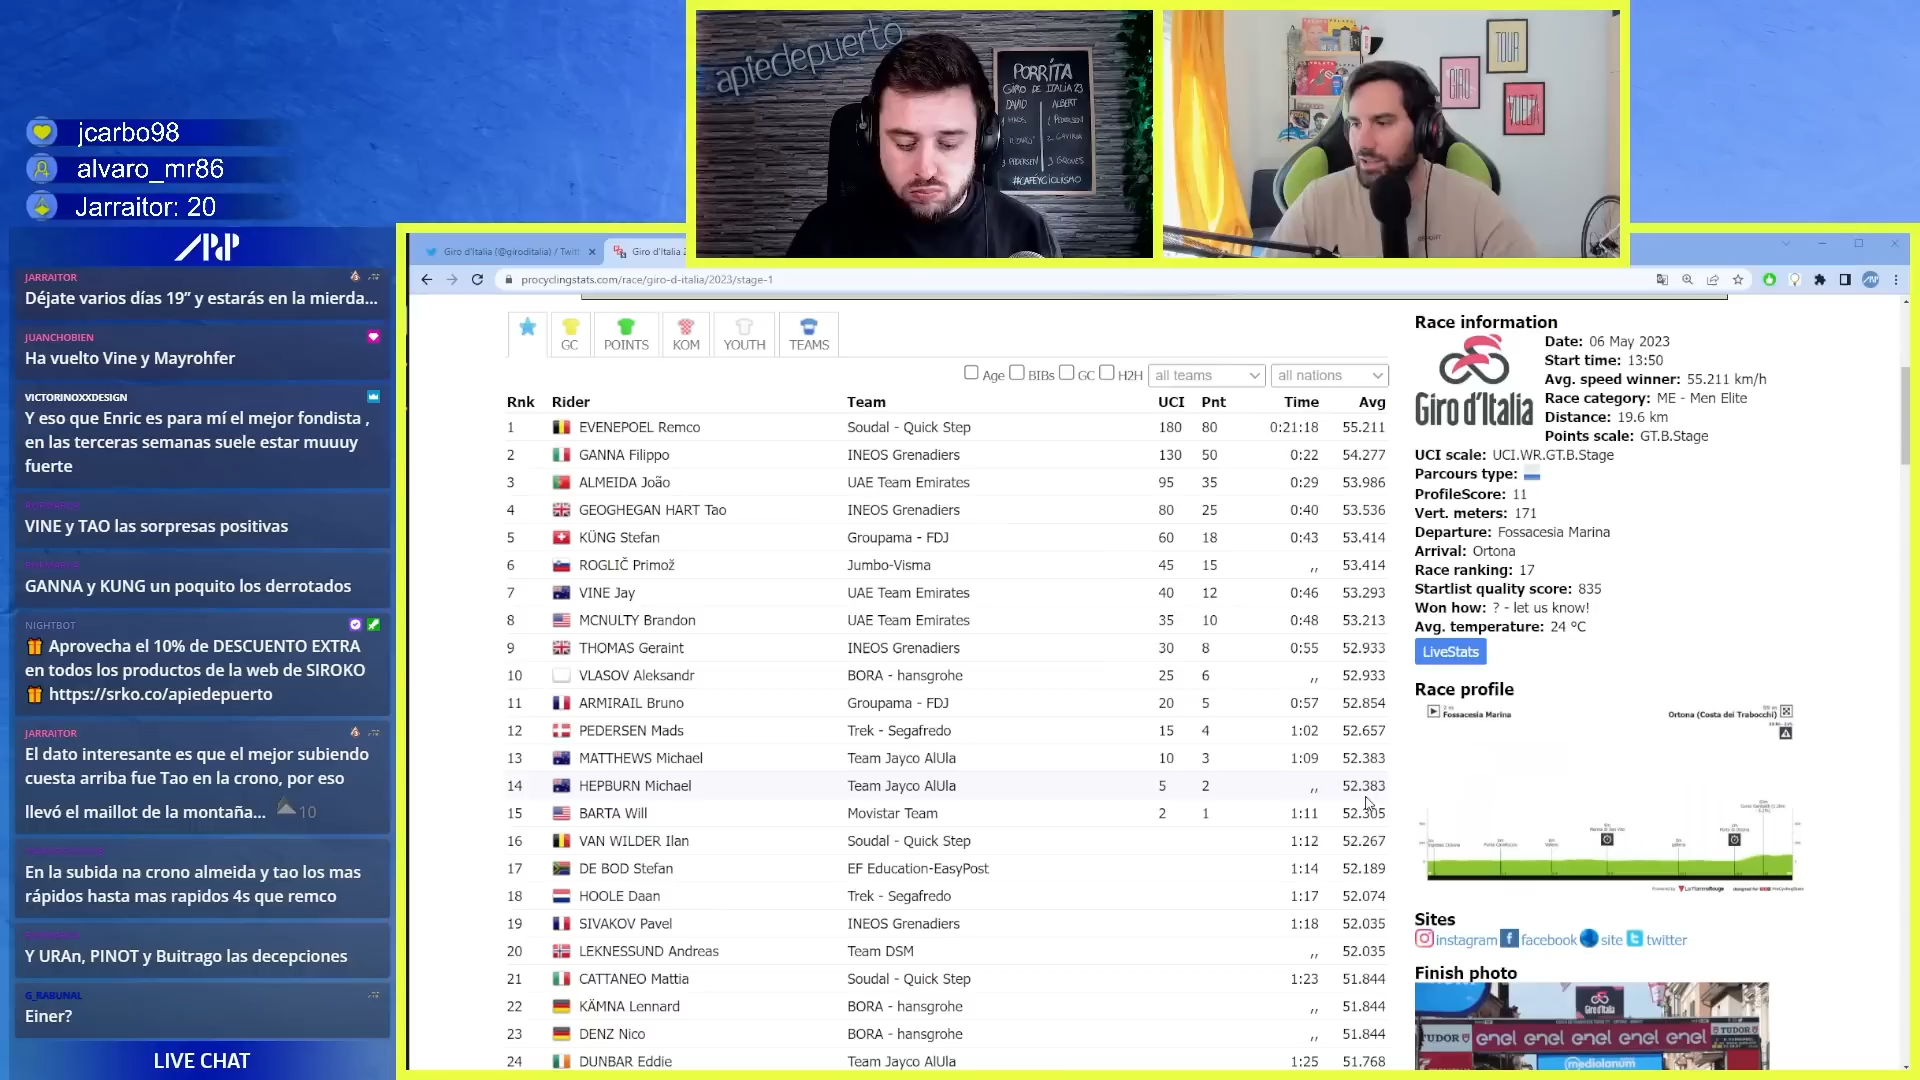 jcarbo98
alvaro_mr86
Jarraitor: 20
JARRAITOR
Déjate varios días 19” y estarás en la mierda...
JUANCHOBIEN
Ha vuelto Vine y Mayrohfer
VICTORINOXXDESIGN
Y eso que Enric es para mí el mejor fondista ,
en las terceras semanas suele estar muuuy
fuerte
VINE y TAO las sorpresas positivas
GANNA y KUNG un poquito los derrotados
NIGHTBOT
Aprovecha el 10% de DESCUENTO EXTRA
en todos los productos de la web de SIROKO
https://srko.co/apiedepuerto
JARRAITOR
El dato interesante es que el mejor subiendo
cuesta arriba fue Tao en la crono, por eso
llevó el maillot de la montaña... 10
En la subida na crono almeida y tao los mas
rápidos hasta mas rapidos 4s que remco
Y URAn, PINOT y Buitrago las decepciones
G_RABUNAL
Einer?
LIVE CHAT
apiedepuerto
PORRITA
GIRO DE ITALIA 23
DAVID ALBERT
3 PEDERSEN
#CAFÉYCICLISMO
TOUR
GIRO
VUELTA
Giro d'Italia (@giroditalia) / Twitt
Giro d'Italia 2
procyclingstats.com/race/giro-d-italia/2023/stage-1
GC POINTS KOM YOUTH TEAMS
Age BIBs GC H2H all teams all nations
Rnk Rider Team UCI Pnt Time Avg
1 EVENEPOEL Remco Soudal - Quick Step 180 80 0:21:18 55.211
2 GANNA Filippo INEOS Grenadiers 130 50 0:22 54.277
3 ALMEIDA João UAE Team Emirates 95 35 0:29 53.986
4 GEOGHEGAN HART Tao INEOS Grenadiers 80 25 0:40 53.536
5 KÜNG Stefan Groupama - FDJ 60 18 0:43 53.414
6 ROGLIČ Primož Jumbo-Visma 45 15 ,, 53.414
7 VINE Jay UAE Team Emirates 40 12 0:46 53.293
8 MCNULTY Brandon UAE Team Emirates 35 10 0:48 53.213
9 THOMAS Geraint INEOS Grenadiers 30 8 0:55 52.933
10 VLASOV Aleksandr BORA - hansgrohe 25 6 ,, 52.933
11 ARMIRAIL Bruno Groupama - FDJ 20 5 0:57 52.854
12 PEDERSEN Mads Trek - Segafredo 15 4 1:02 52.657
13 MATTHEWS Michael Team Jayco AlUla 10 3 1:09 52.383
14 HEPBURN Michael Team Jayco AlUla 5 2 ,, 52.383
15 BARTA Will Movistar Team 2 1 1:11 52.305
16 VAN WILDER Ilan Soudal - Quick Step 1:12 52.267
17 DE BOD Stefan EF Education-EasyPost 1:14 52.189
18 HOOLE Daan Trek - Segafredo 1:17 52.074
19 SIVAKOV Pavel INEOS Grenadiers 1:18 52.035
20 LEKNESSUND Andreas Team DSM ,, 52.035
21 CATTANEO Mattia Soudal - Quick Step 1:23 51.844
22 KÄMNA Lennard BORA - hansgrohe ,, 51.844
23 DENZ Nico BORA - hansgrohe ,, 51.844
24 DUNBAR Eddie Team Jayco AlUla 1:25 51.768
Race information
Giro d'Italia
Date: 06 May 2023
Start time: 13:50
Avg. speed winner: 55.211 km/h
Race category: ME - Men Elite
Distance: 19.6 km
Points scale: GT.B.Stage
UCI scale: UCI.WR.GT.B.Stage
Parcours type:
ProfileScore: 11
Vert. meters: 171
Departure: Fossacesia Marina
Arrival: Ortona
Race ranking: 17
Startlist quality score: 835
Won how: ? - let us know!
Avg. temperature: 24 °C
LiveStats
Race profile
Fossacesia Marina
Ortona (Costa dei Trabocchi)
Sites
instagram facebook site twitter
Finish photo
Giro d'Italia
TUDOR enel enel enel enel TUDOR
mediolanum